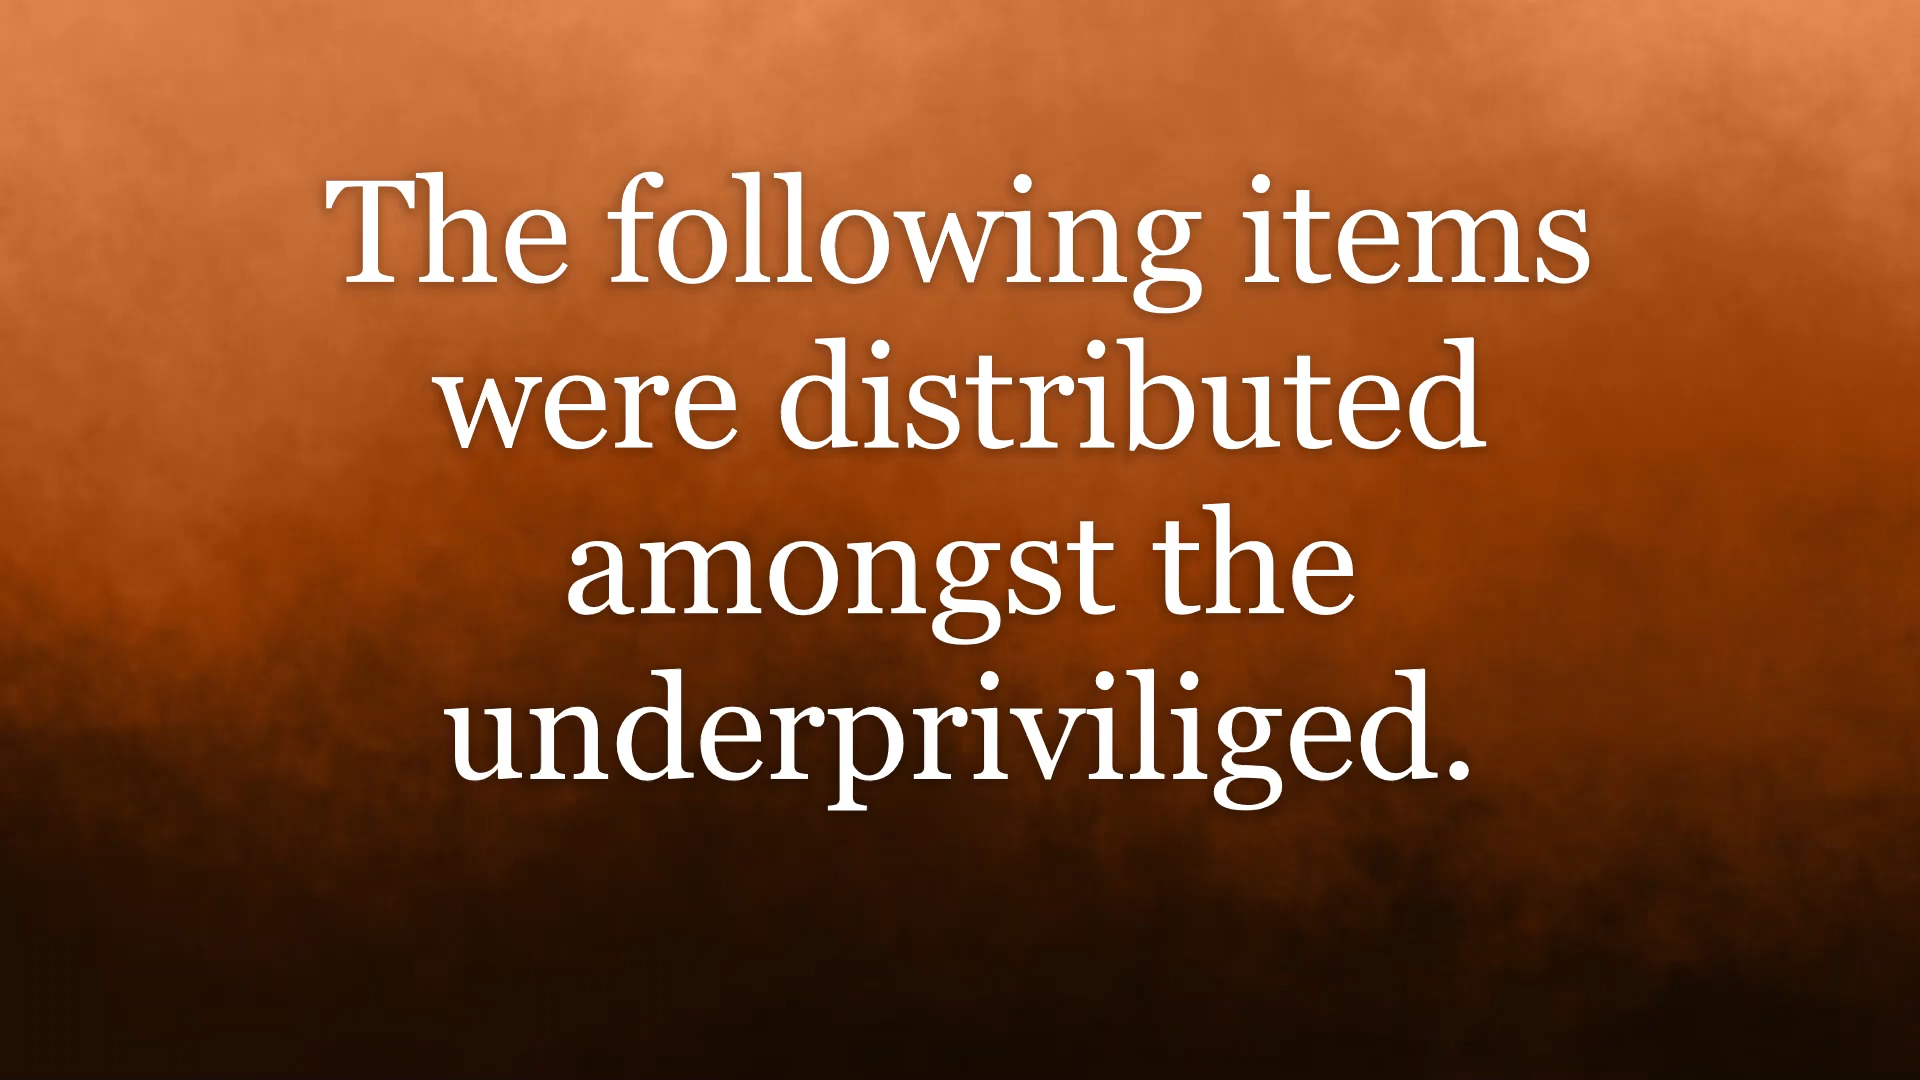 The following items
were distributed
amongst the
underpriviliged.